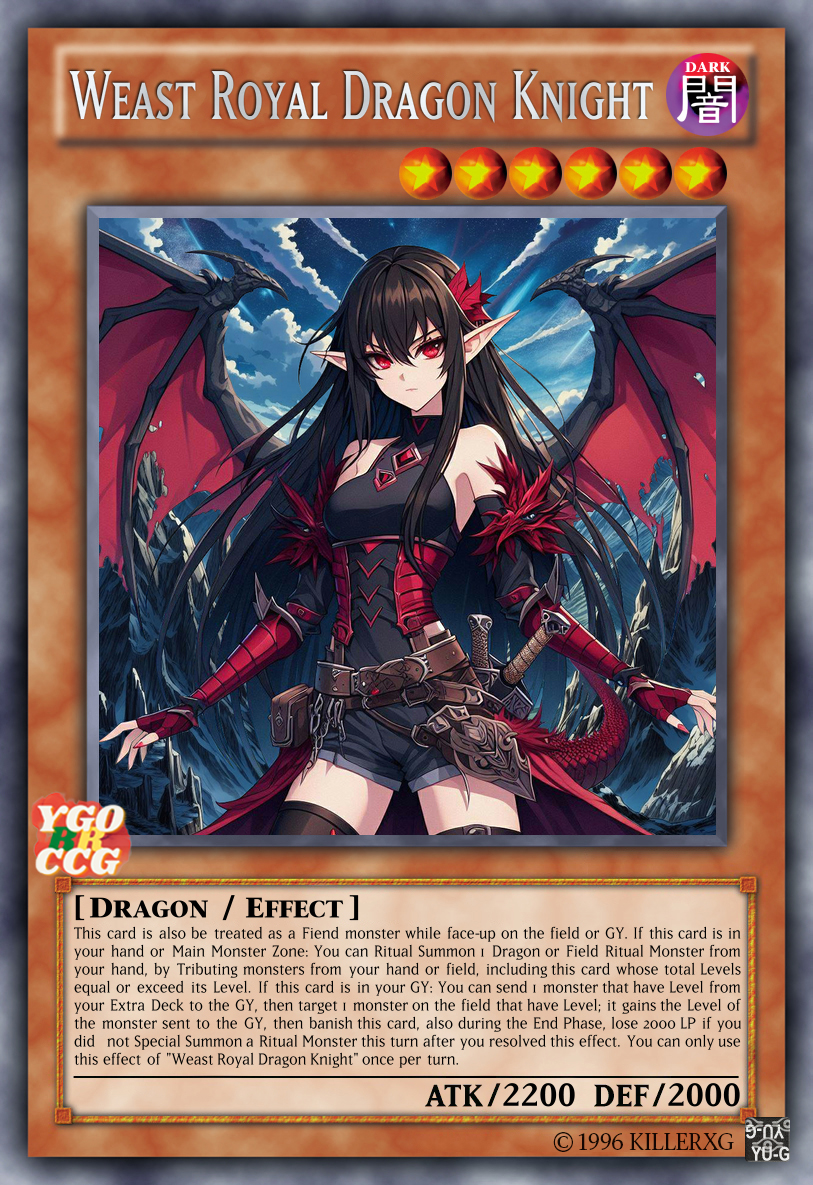 Weast Royal Dragon Knight
DARK
闇
YGO
RR
CCG
[ Dragon / Effect ]
This card is also be treated as a Fiend monster while face-up on the field or GY. If this card is in
your hand or Main Monster Zone: You can Ritual Summon 1 Dragon or Field Ritual Monster from
your hand, by Tributing monsters from your hand or field, including this card whose total Levels
equal or exceed its Level. If this card is in your GY: You can send 1 monster that have Level from
your Extra Deck to the GY, then target 1 monster on the field that have Level; it gains the Level of
the monster sent to the GY, then banish this card, also during the End Phase, lose 2000 LP if you
did not Special Summon a Ritual Monster this turn after you resolved this effect. You can only use
this effect of "Weast Royal Dragon Knight" once per turn.
ATK/2200 DEF/2000
© 1996 KILLERXG
YU-G